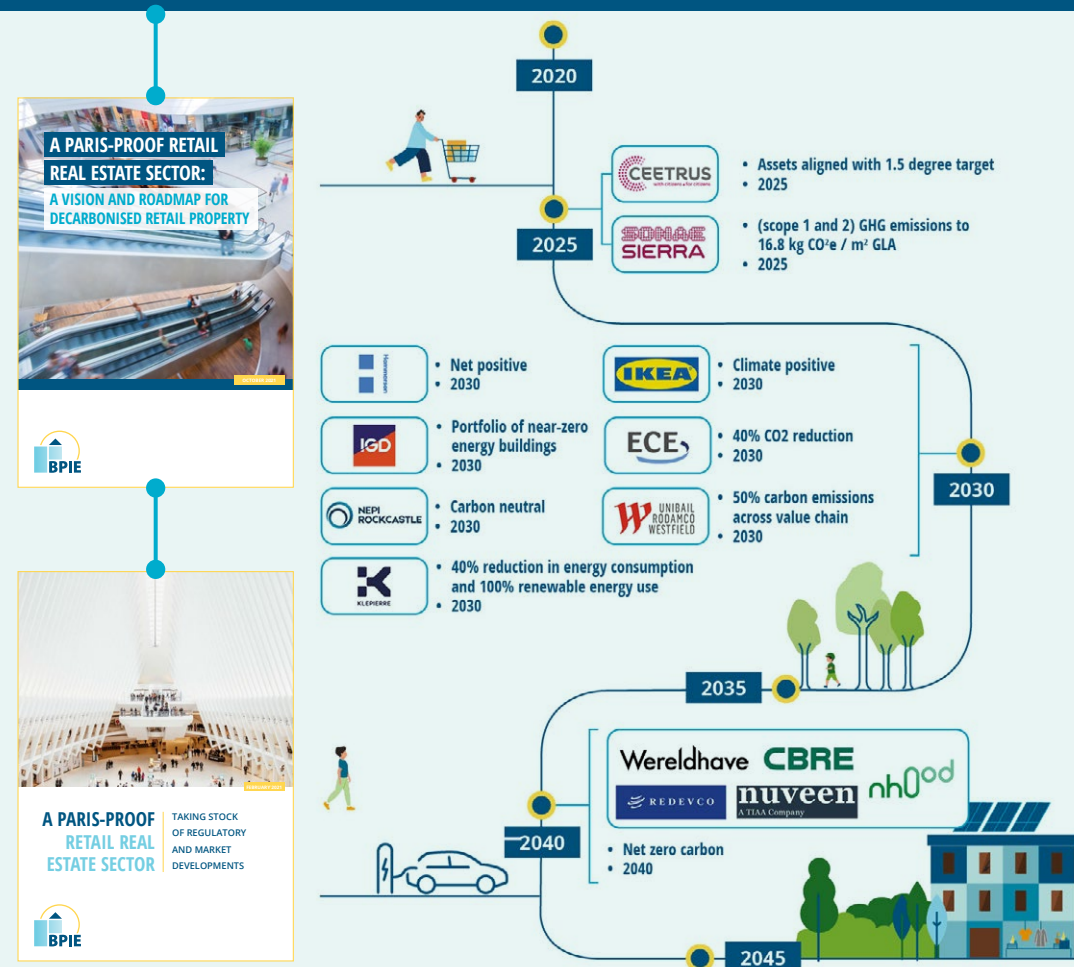 A PARIS-PROOF RETAIL
REAL ESTATE SECTOR:
A VISION AND ROADMAP FOR
DECARBONISED RETAIL PROPERTY
BPIE
A PARIS-PROOF
RETAIL REAL
ESTATE SECTOR
TAKING STOCK
OF REGULATORY
AND MARKET
DEVELOPMENTS
BPIE
2020
CEETRUS
with citizens for citizens
• Assets aligned with 1.5 degree target
• 2025
2025
SONAE
SIERRA
• (scope 1 and 2) GHG emissions to
16.8 kg CO²e / m² GLA
• 2025
Hammerson
• Net positive
• 2030
IKEA
• Climate positive
• 2030
IGD
• Portfolio of near-zero
energy buildings
• 2030
ECE
• 40% CO2 reduction
• 2030
2030
NEPI
ROCKCASTLE
• Carbon neutral
• 2030
UNIBAIL
RODAMCO
WESTFIELD
• 50% carbon emissions
across value chain
• 2030
KLEPIERRE
• 40% reduction in energy consumption
and 100% renewable energy use
• 2030
2035
Wereldhave
CBRE
nhood
REDEVCO
nuveen
A TIAA Company
2040
• Net zero carbon
• 2040
2045